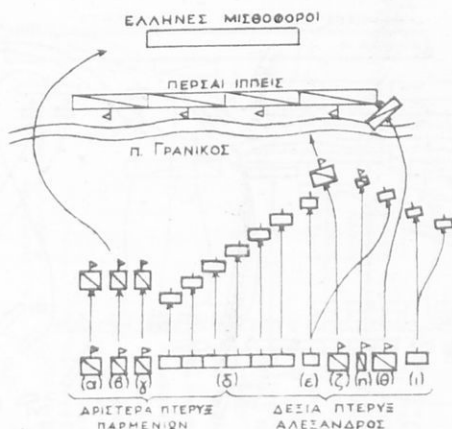 ΕΛΛΗΝΕΣ ΜΙΣΘΟΦΟΡΟΙ
ΠΕΡΣΑΙ ΙΠΠΕΙΣ
Π. ΓΡΑΝΙΚΟΣ
(α) (β) (γ) (δ) (ε) (ζ) (η) (θ) (ι)
ΑΡΙΣΤΕΡΑ ΠΤΕΡΥΞ ΔΕΞΙΑ ΠΤΕΡΥΞ
ΠΑΡΜΕΝΙΩΝ ΑΛΕΞΑΝΔΡΟΣ